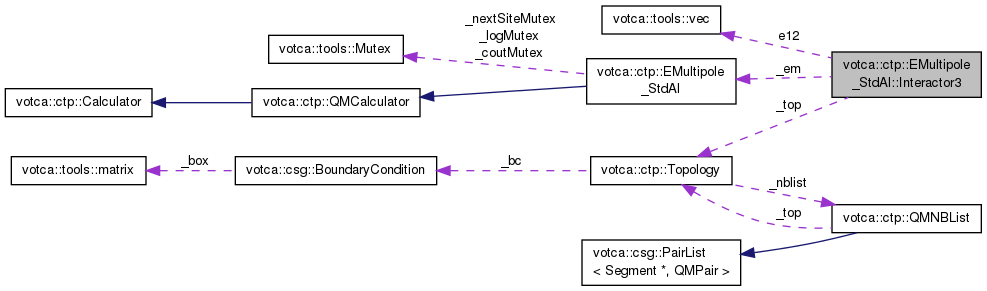 votca::tools::vec
_nextSiteMutex
_logMutex
_coutMutex
e12
votca::tools::Mutex
votca::ctp::EMultipole
_StdAl::Interactor3
votca::ctp::EMultipole
_StdAl
_em
votca::ctp::Calculator
votca::ctp::QMCalculator
_top
votca::tools::matrix
_box
votca::csg::BoundaryCondition
_bc
votca::ctp::Topology
_nblist
_top
votca::ctp::QMNBList
votca::csg::PairList
< Segment *, QMPair >